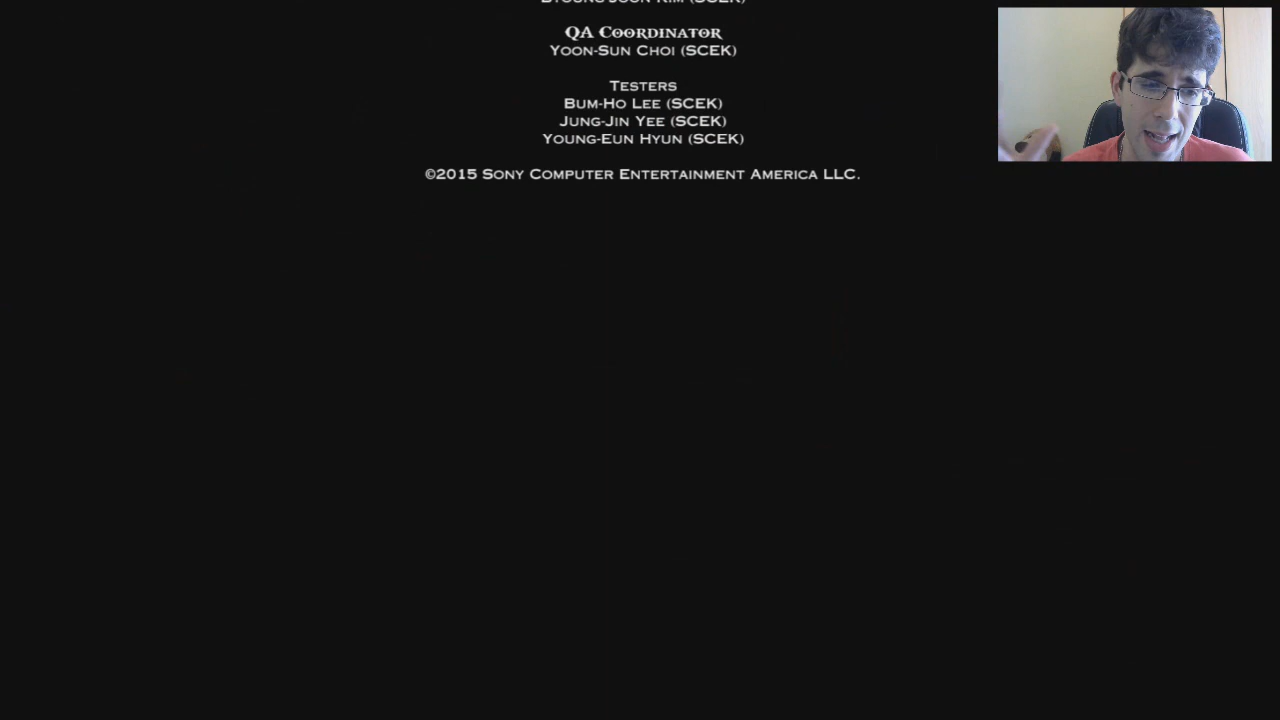 QA Coordinator
Yoon-Sun Choi (SCEK)
Testers
Bum-Ho Lee (SCEK)
Jung-Jin Yee (SCEK)
Young-Eun Hyun (SCEK)
©2015 Sony Computer Entertainment America LLC.